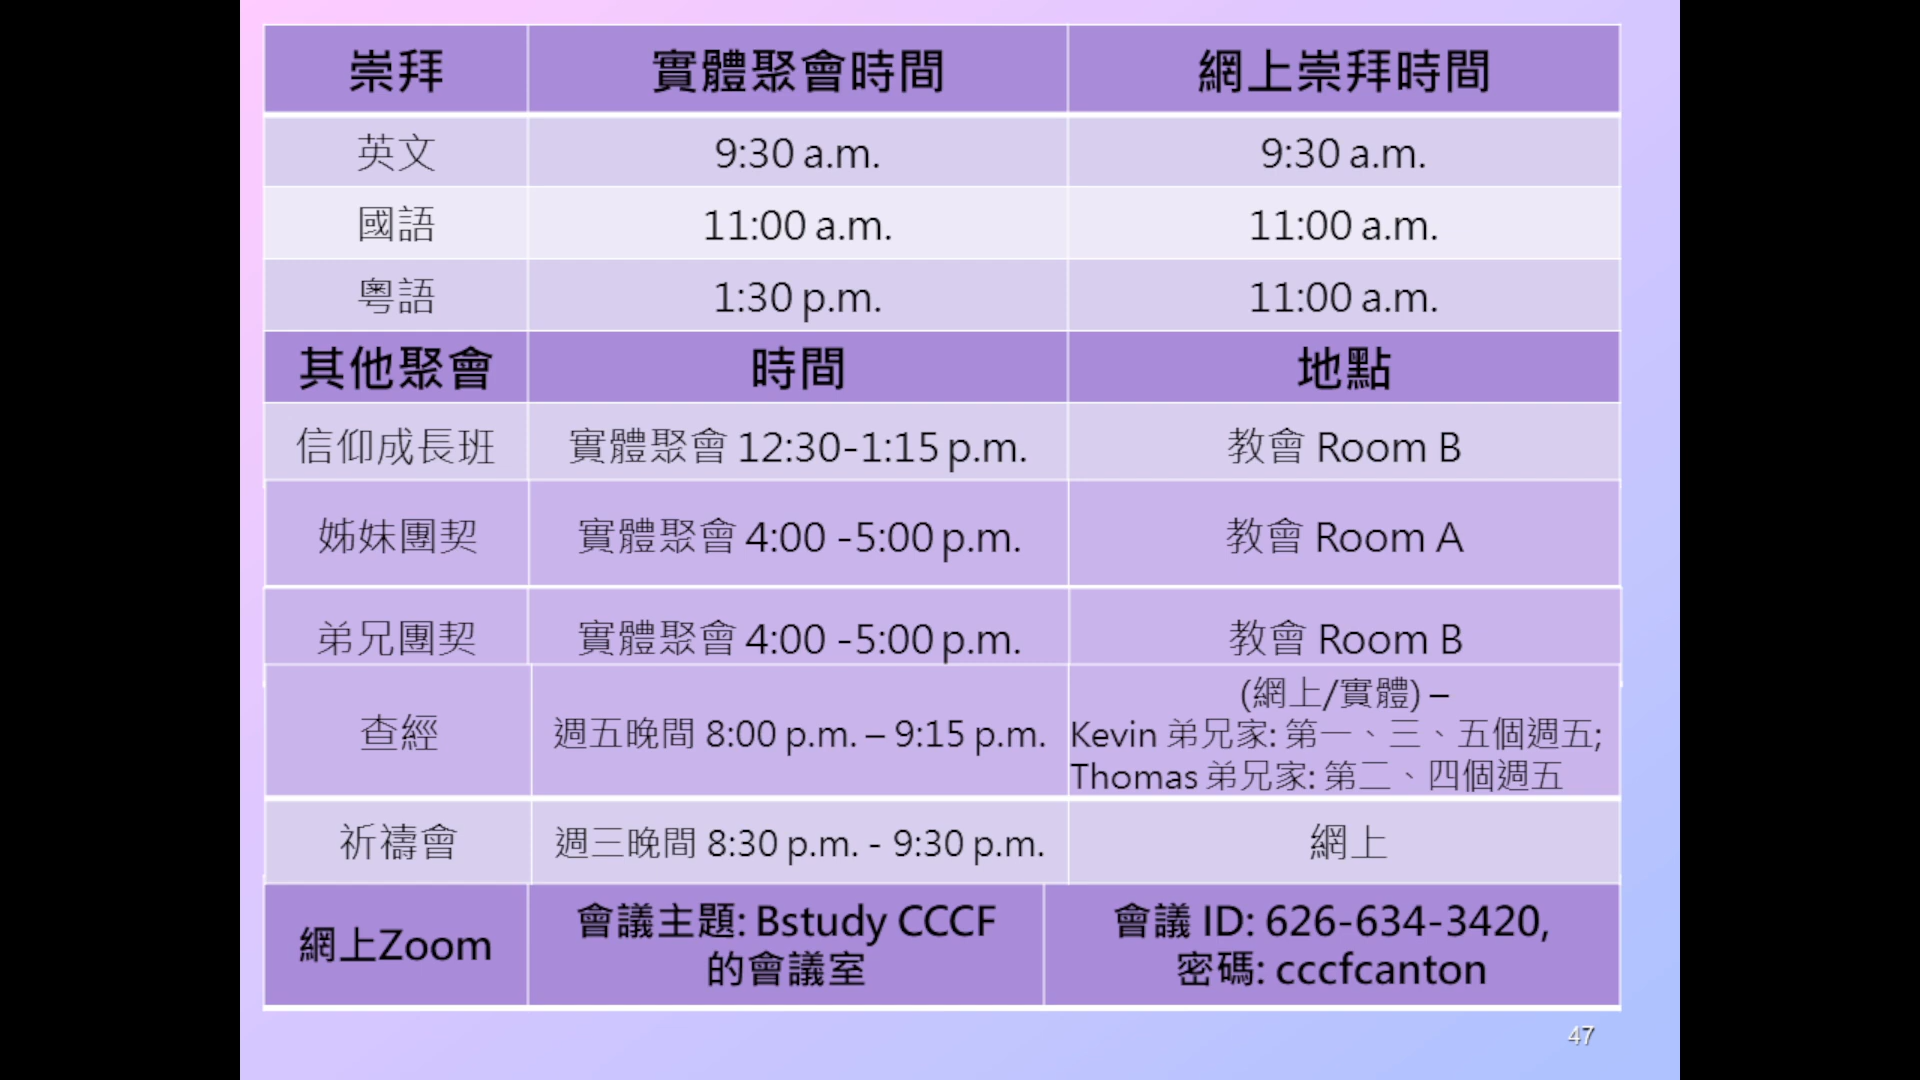 崇拜 實體聚會時間 網上崇拜時間
英文 9:30 a.m. 9:30 a.m.
國語 11:00 a.m. 11:00 a.m.
粵語 1:30 p.m. 11:00 a.m.
其他聚會 時間 地點
信仰成長班 實體聚會 12:30-1:15 p.m. 教會 Room B
姊妹團契 實體聚會 4:00 -5:00 p.m. 教會 Room A
弟兄團契 實體聚會 4:00 -5:00 p.m. 教會 Room B
查經 週五晚間 8:00 p.m. – 9:15 p.m.
(網上/實體) –
Kevin 弟兄家: 第一、三、五個週五;
Thomas 弟兄家: 第二、四個週五
祈禱會 週三晚間 8:30 p.m. - 9:30 p.m. 網上
網上Zoom
會議主題: Bstudy CCCF
的會議室
會議 ID: 626-634-3420,
密碼: cccfcanton
47